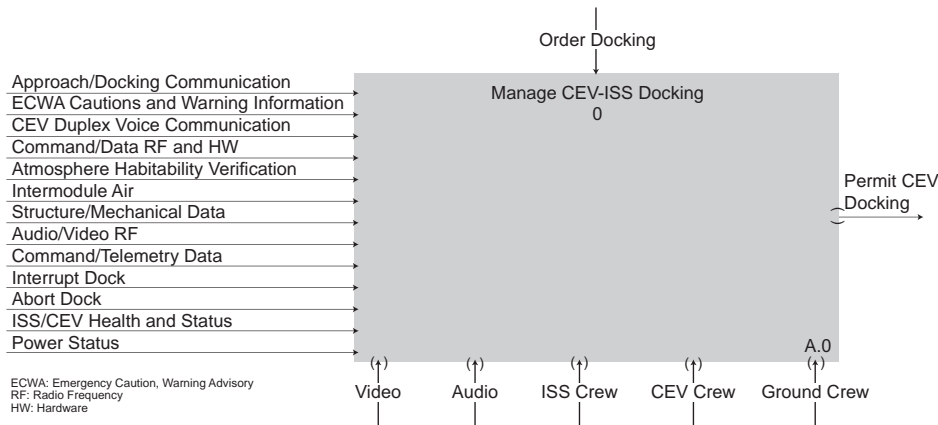 Order Docking
Approach/Docking Communication
ECWA Cautions and Warning Information
CEV Duplex Voice Communication
Command/Data RF and HW
Atmosphere Habitability Verification
Intermodule Air
Structure/Mechanical Data
Audio/Video RF
Command/Telemetry Data
Interrupt Dock
Abort Dock
ISS/CEV Health and Status
Power Status
Manage CEV-ISS Docking
0
Permit CEV
Docking
A.0
Video
Audio
ISS Crew
CEV Crew
Ground Crew
ECWA: Emergency Caution, Warning Advisory
RF: Radio Frequency
HW: Hardware